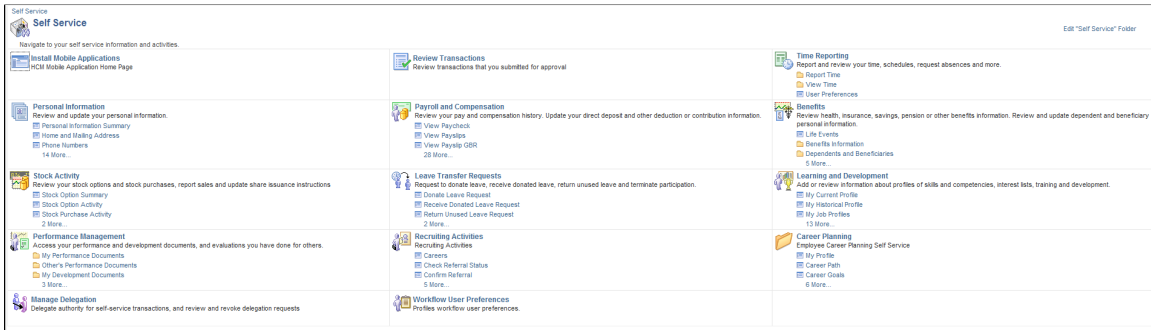 Self Service
Self Service
Edit "Self Service" Folder
Navigate to your self service information and activities.
Install Mobile Applications
HCM Mobile Application Home Page
Review Transactions
Review transactions that you submitted for approval
Time Reporting
Report and review your time, schedules, request absences and more.
Report Time
View Time
User Preferences
Personal Information
Review and update your personal information.
Personal Information Summary
Home and Mailing Address
Phone Numbers
14 More...
Payroll and Compensation
Review your pay and compensation history. Update your direct deposit and other deduction or contribution information.
View Paycheck
View Payslips
View Payslip GBR
28 More...
Benefits
Review health, insurance, savings, pension or other benefits information. Review and update dependent and beneficiary
personal information.
Life Events
Benefits Information
Dependents and Beneficiaries
5 More...
Stock Activity
Review your stock options and stock purchases, report sales and update share issuance instructions
Stock Option Summary
Stock Option Activity
Stock Purchase Activity
2 More...
Leave Transfer Requests
Request to donate leave, receive donated leave, return unused leave and terminate participation.
Donate Leave Request
Receive Donated Leave Request
Return Unused Leave Request
2 More...
Learning and Development
Add or review information about profiles of skills and competencies, interest lists, training and development.
My Current Profile
My Historical Profile
My Job Profiles
13 More...
Performance Management
Access your performance and development documents, and evaluations you have done for others.
My Performance Documents
Other's Performance Documents
My Development Documents
3 More...
Recruiting Activities
Recruiting Activities
Careers
Check Referral Status
Confirm Referral
5 More...
Career Planning
Employee Career Planning Self Service
My Profile
Career Path
Career Goals
6 More...
Manage Delegation
Delegate authority for self-service transactions, and review and revoke delegation requests
Workflow User Preferences
Profiles workflow user preferences.